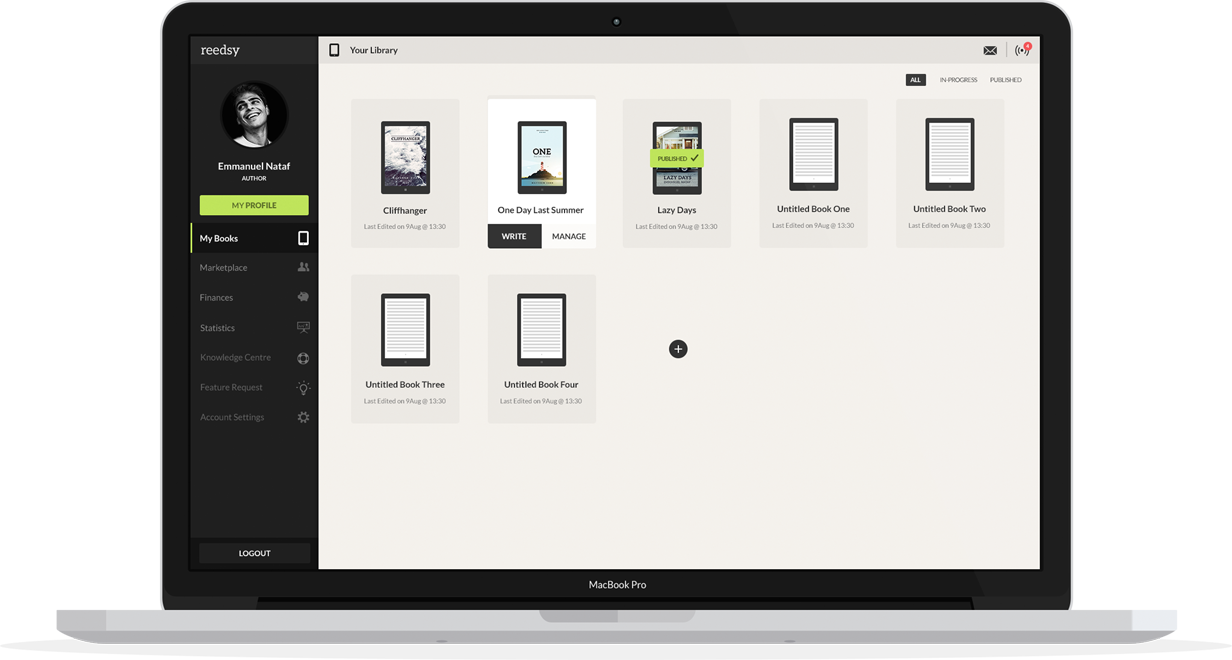 reedsy
Your Library
4
Emmanuel Nataf
AUTHOR
MY PROFILE
My Books
Marketplace
Finances
Statistics
Knowledge Centre
Feature Request
Account Settings
LOGOUT
ALL IN-PROGRESS PUBLISHED
CLIFFHANGER
Cliffhanger
Last Edited on 9Aug @ 13:30
ONE
One Day Last Summer
WRITE MANAGE
PUBLISHED
LAZY DAYS
Lazy Days
Last Edited on 9Aug @ 13:30
Untitled Book One
Last Edited on 9Aug @ 13:30
Untitled Book Two
Last Edited on 9Aug @ 13:30
Untitled Book Three
Last Edited on 9Aug @ 13:30
Untitled Book Four
Last Edited on 9Aug @ 13:30
MacBook Pro